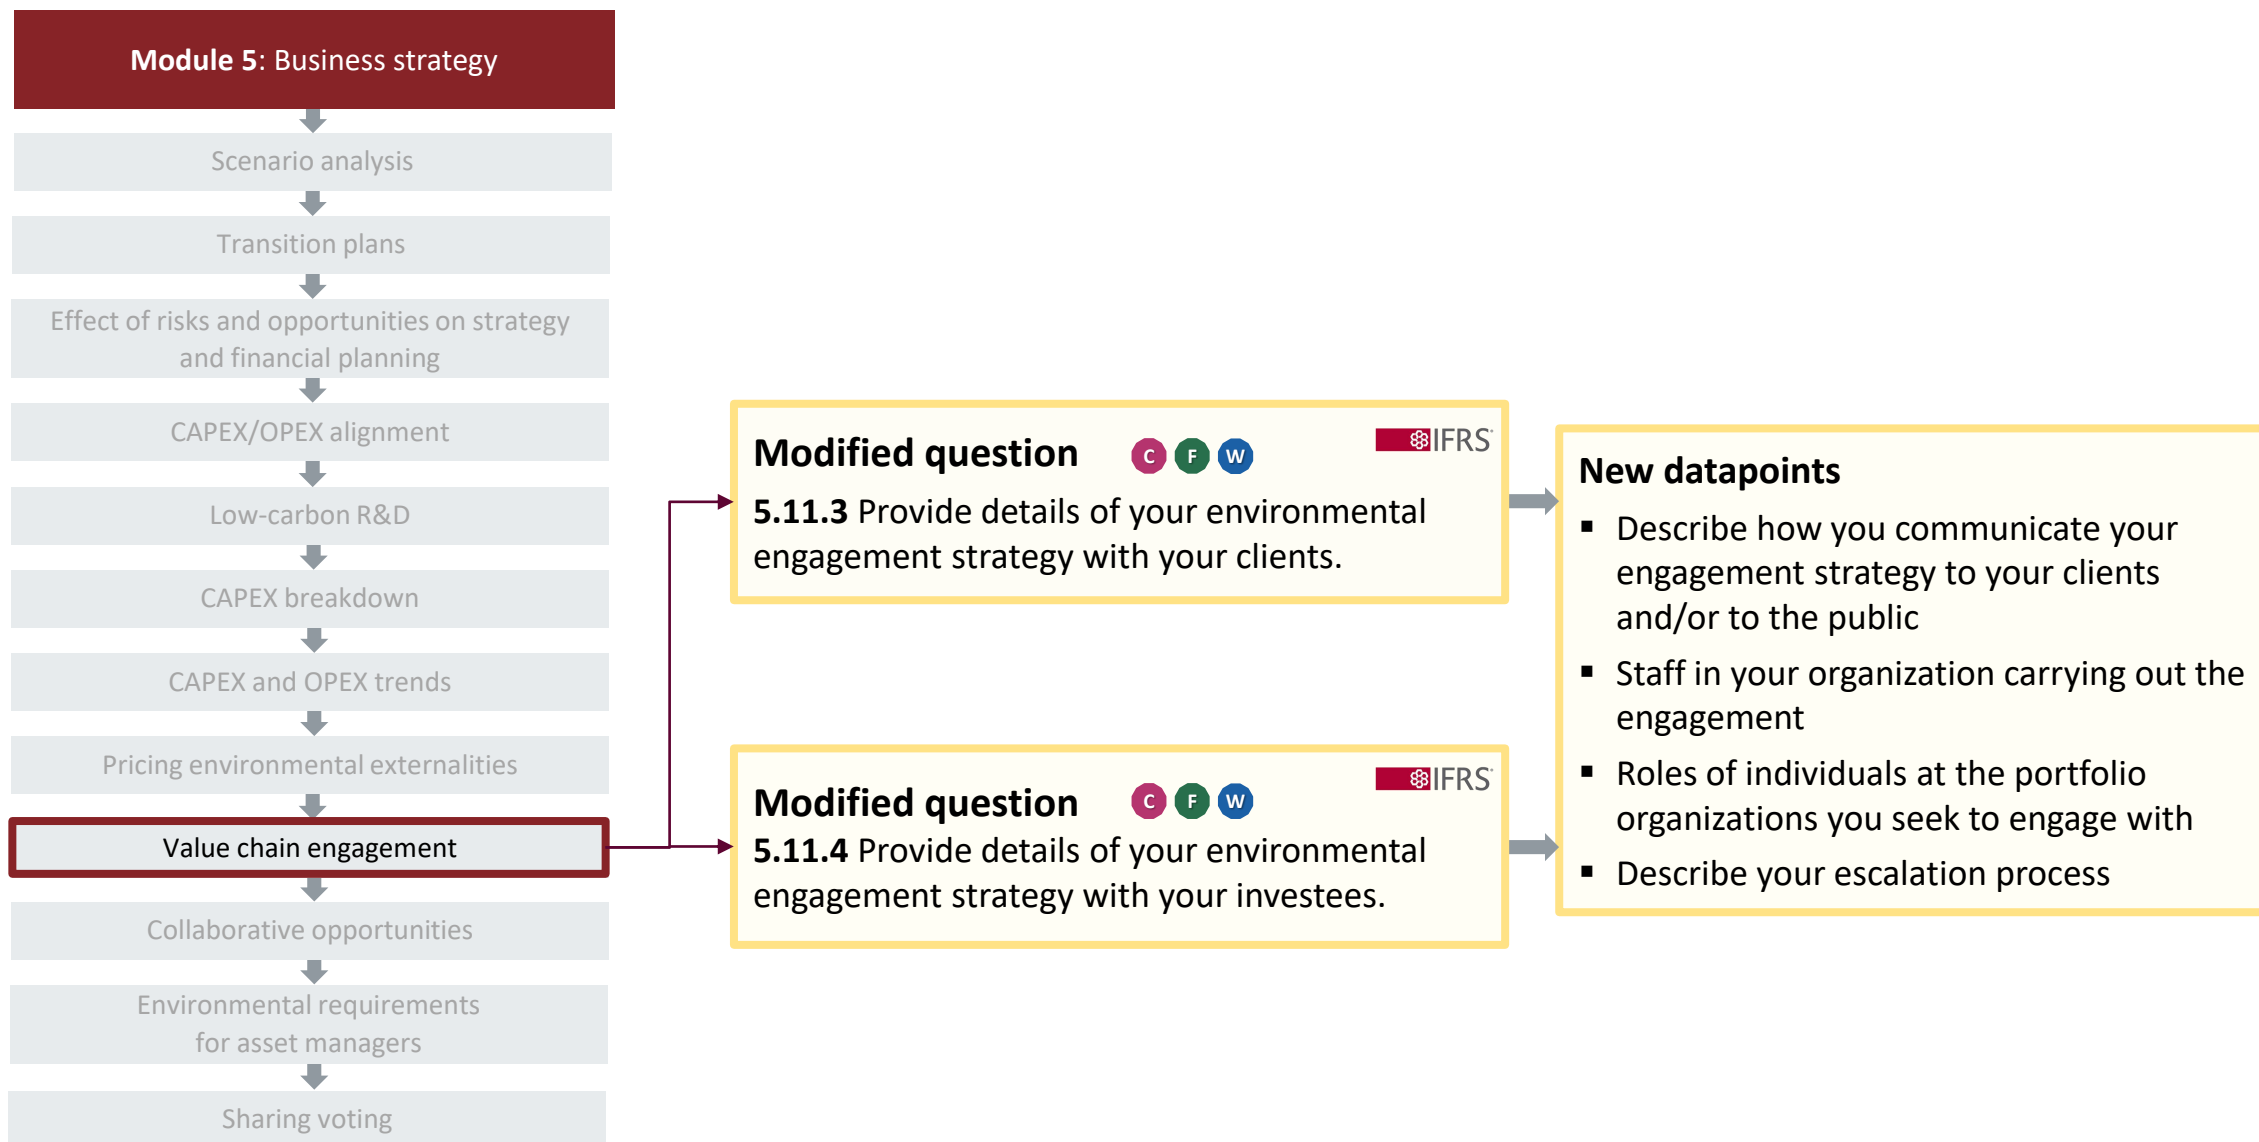 Module 5: Business strategy
Scenario analysis
Transition plans
Effect of risks and opportunities on strategy
and financial planning
CAPEX/OPEX alignment
Low-carbon R&D
CAPEX breakdown
CAPEX and OPEX trends
Pricing environmental externalities
Value chain engagement
Collaborative opportunities
Environmental requirements
for asset managers
Sharing voting
Modified question C F W IFRS
5.11.3 Provide details of your environmental
engagement strategy with your clients.
Modified question C F W IFRS
5.11.4 Provide details of your environmental
engagement strategy with your investees.
New datapoints
▪ Describe how you communicate your
engagement strategy to your clients
and/or to the public
▪ Staff in your organization carrying out the
engagement
▪ Roles of individuals at the portfolio
organizations you seek to engage with
▪ Describe your escalation process